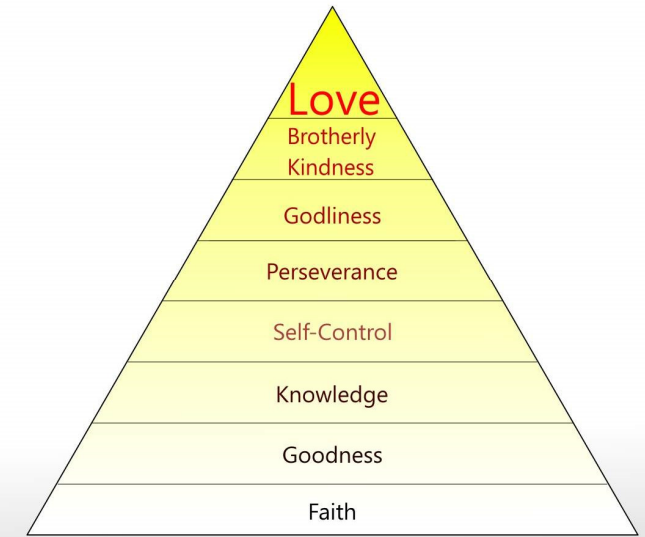 Love
Brotherly
Kindness
Godliness
Perseverance
Self-Control
Knowledge
Goodness
Faith